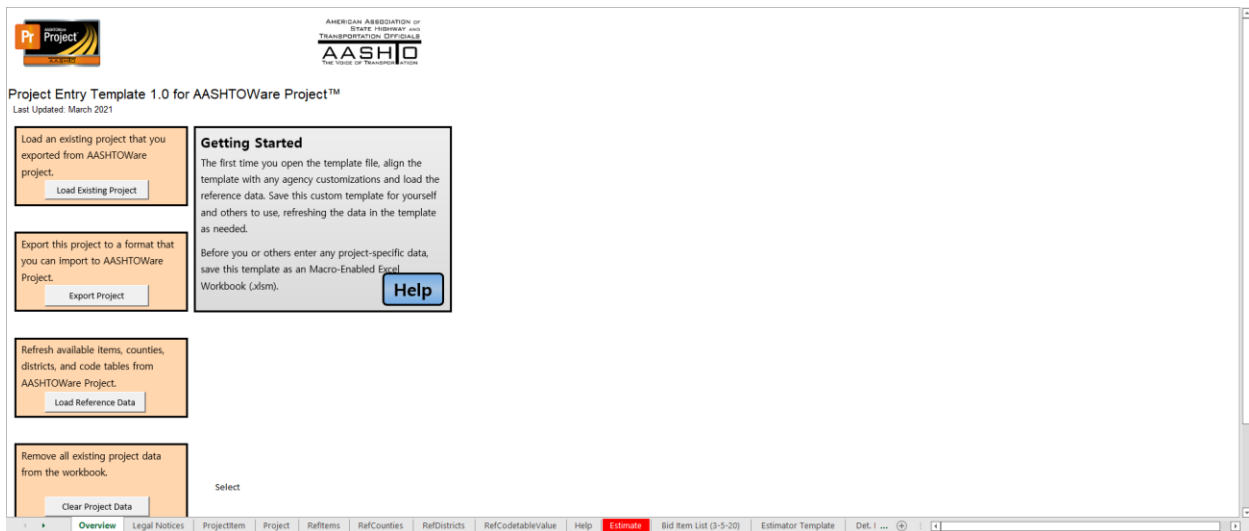 Pr
AASHTOWare
Project
AASHTO
AMERICAN ASSOCIATION OF
STATE HIGHWAY AND
TRANSPORTATION OFFICIALS
AASHTO
THE VOICE OF TRANSPORTATION
Project Entry Template 1.0 for AASHTOWare Project™
Last Updated: March 2021
Load an existing project that you
exported from AASHTOWare
project.
Load Existing Project
Getting Started
The first time you open the template file, align the
template with any agency customizations and load the
reference data. Save this custom template for yourself
and others to use, refreshing the data in the template
as needed.
Before you or others enter any project-specific data,
save this template as an Macro-Enabled Excel
Workbook (.xlsm).
Help
Export this project to a format that
you can import to AASHTOWare
Project.
Export Project
Refresh available items, counties,
districts, and code tables from
AASHTOWare Project.
Load Reference Data
Remove all existing project data
from the workbook.
Clear Project Data
Select
Overview Legal Notices ProjectItem Project RefItems RefCounties RefDistricts RefCodetableValue Help Estimate Bid Item List (3-5-20) Estimator Template Det. I ...